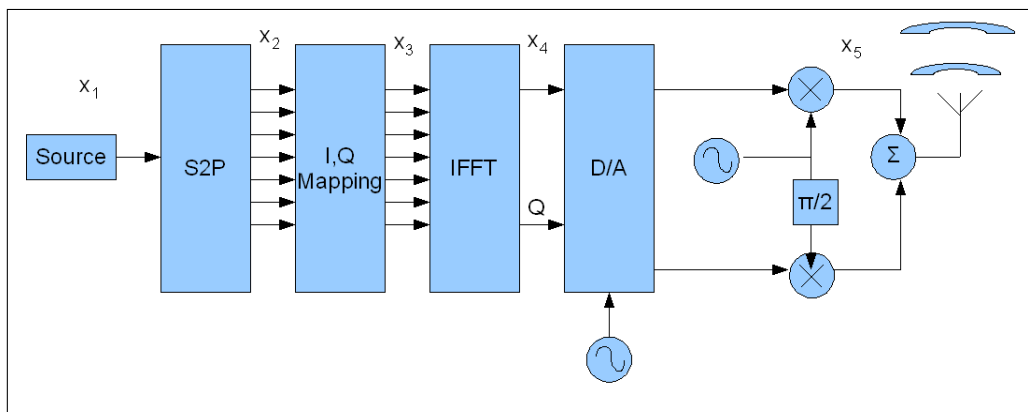 x1
Source
S2P
x2
I,Q
Mapping
x3
IFFT
x4
Q
D/A
x5
π/2
Σ